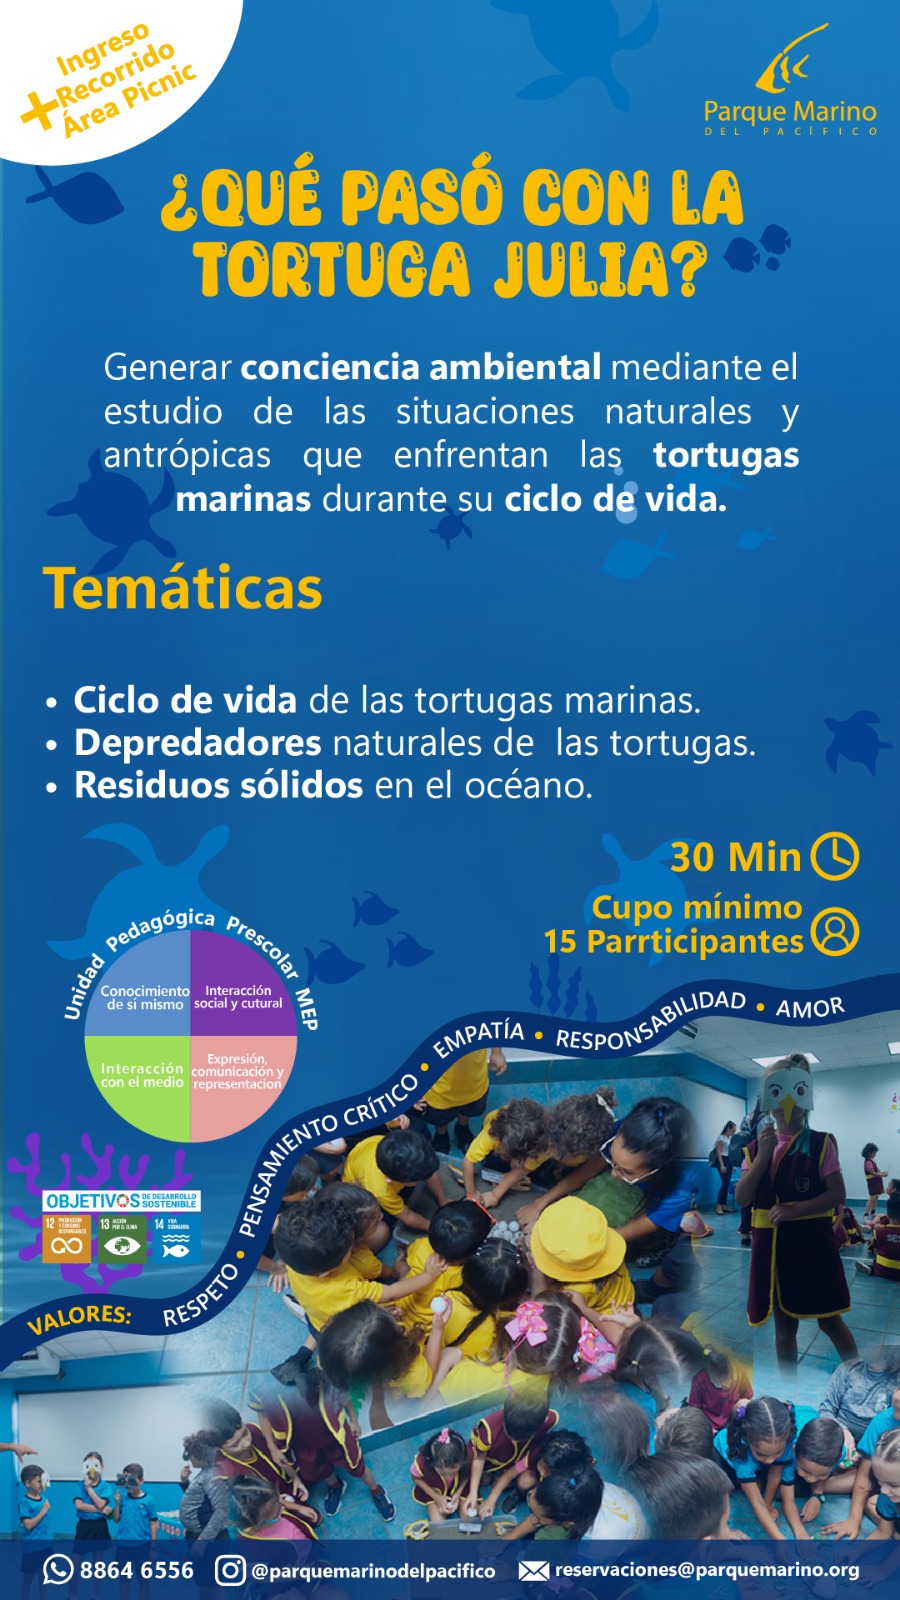 Ingreso
+Recorrido
Área Picnic
Parque Marino
DEL PACÍFICO
¿QUÉ PASÓ CON LA
TORTUGA JULIA?
Generar conciencia ambiental mediante el
estudio de las situaciones naturales y
antrópicas que enfrentan las tortugas
marinas durante su ciclo de vida.
Temáticas
• Ciclo de vida de las tortugas marinas.
• Depredadores naturales de las tortugas.
• Residuos sólidos en el océano.
30 Min
Cupo mínimo
15 Parrticipantes
Unidad Pedagógica Prescolar MEP
Conocimiento
de sí mismo
Interacción
social y cutural
Interacción
con el medio
Expresión,
comunicación y
representacion
OBJETIVOS DE DESARROLLO
SOSTENIBLE
12 PRODUCCIÓN
Y CONSUMO
RESPONSABLES
13 ACCIÓN
POR EL CLIMA
14 VIDA
SUBMARINA
VALORES: RESPETO • PENSAMIENTO CRÍTICO • EMPATÍA • RESPONSABILIDAD • AMOR
8864 6556
@parquemarinodelpacifico
reservaciones@parquemarino.org